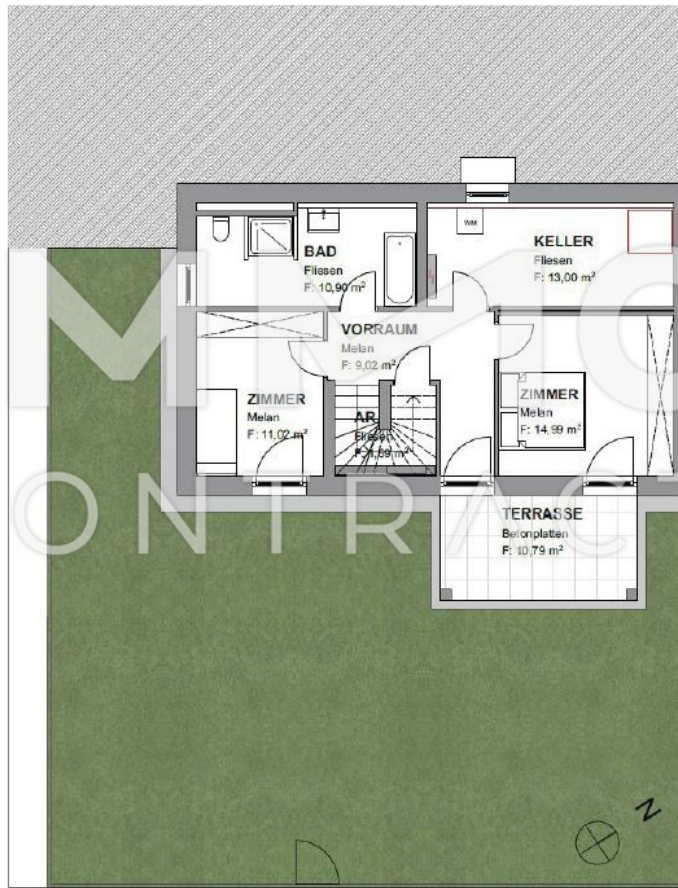 WM
KELLER
Fliesen
F: 13,00 m²
BAD
Fliesen
F: 10,90 m²
VORRAUM
Melan
F: 9,02 m²
ZIMMER
Melan
F: 11,02 m²
AR
Fliesen
ZIMMER
Melan
F: 14,99 m²
TERRASSE
Betonplatten
F: 10,79 m²
ONTRACT
N